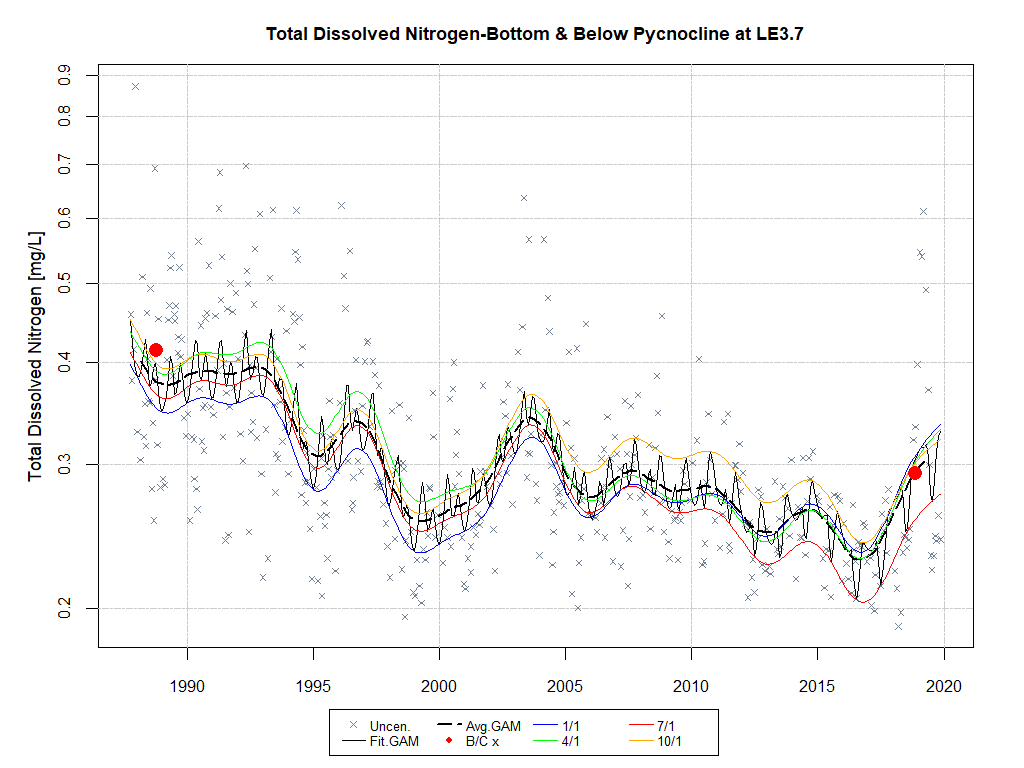 Total Dissolved Nitrogen-Bottom & Below Pycnocline at LE3.7
Total Dissolved Nitrogen [mg/L]
0.9
0.8
0.7
0.6
0.5
0.4
0.3
0.2
1990 1995 2000 2005 2010 2015 2020
Uncen. Avg.GAM 1/1 7/1
Fit.GAM B/C x 4/1 10/1